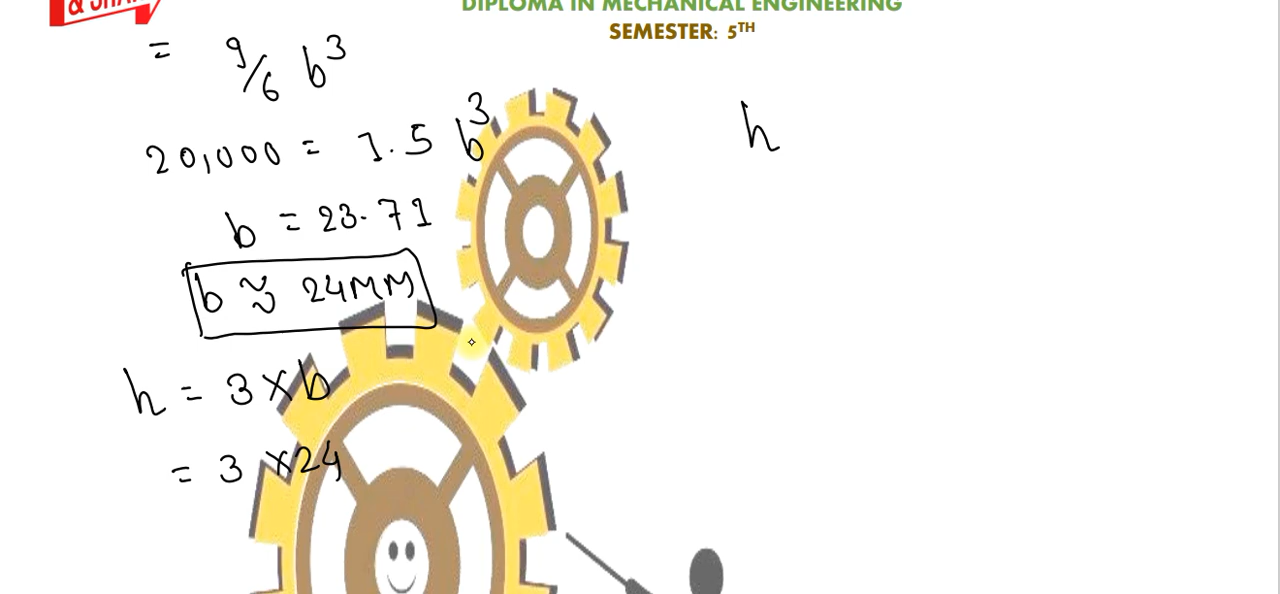 & SHAR
DIPLOMA IN MECHANICAL ENGINEERING
SEMESTER: 5TH
= 9/6 b³
20,000 = 1.5 b³
b = 23.71
b ≈ 24MM
h = 3×b
= 3×24
h